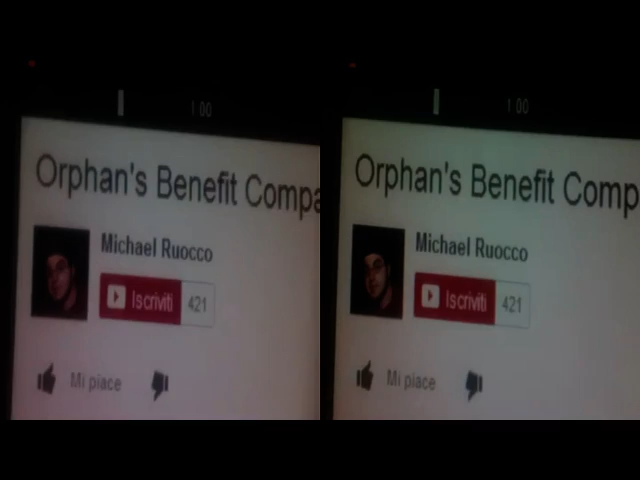 1:00
Orphan's Benefit Compa
Michael Ruocco
Iscriviti 421
Mi piace
1:00
Orphan's Benefit Comp
Michael Ruocco
Iscriviti 421
Mi piace